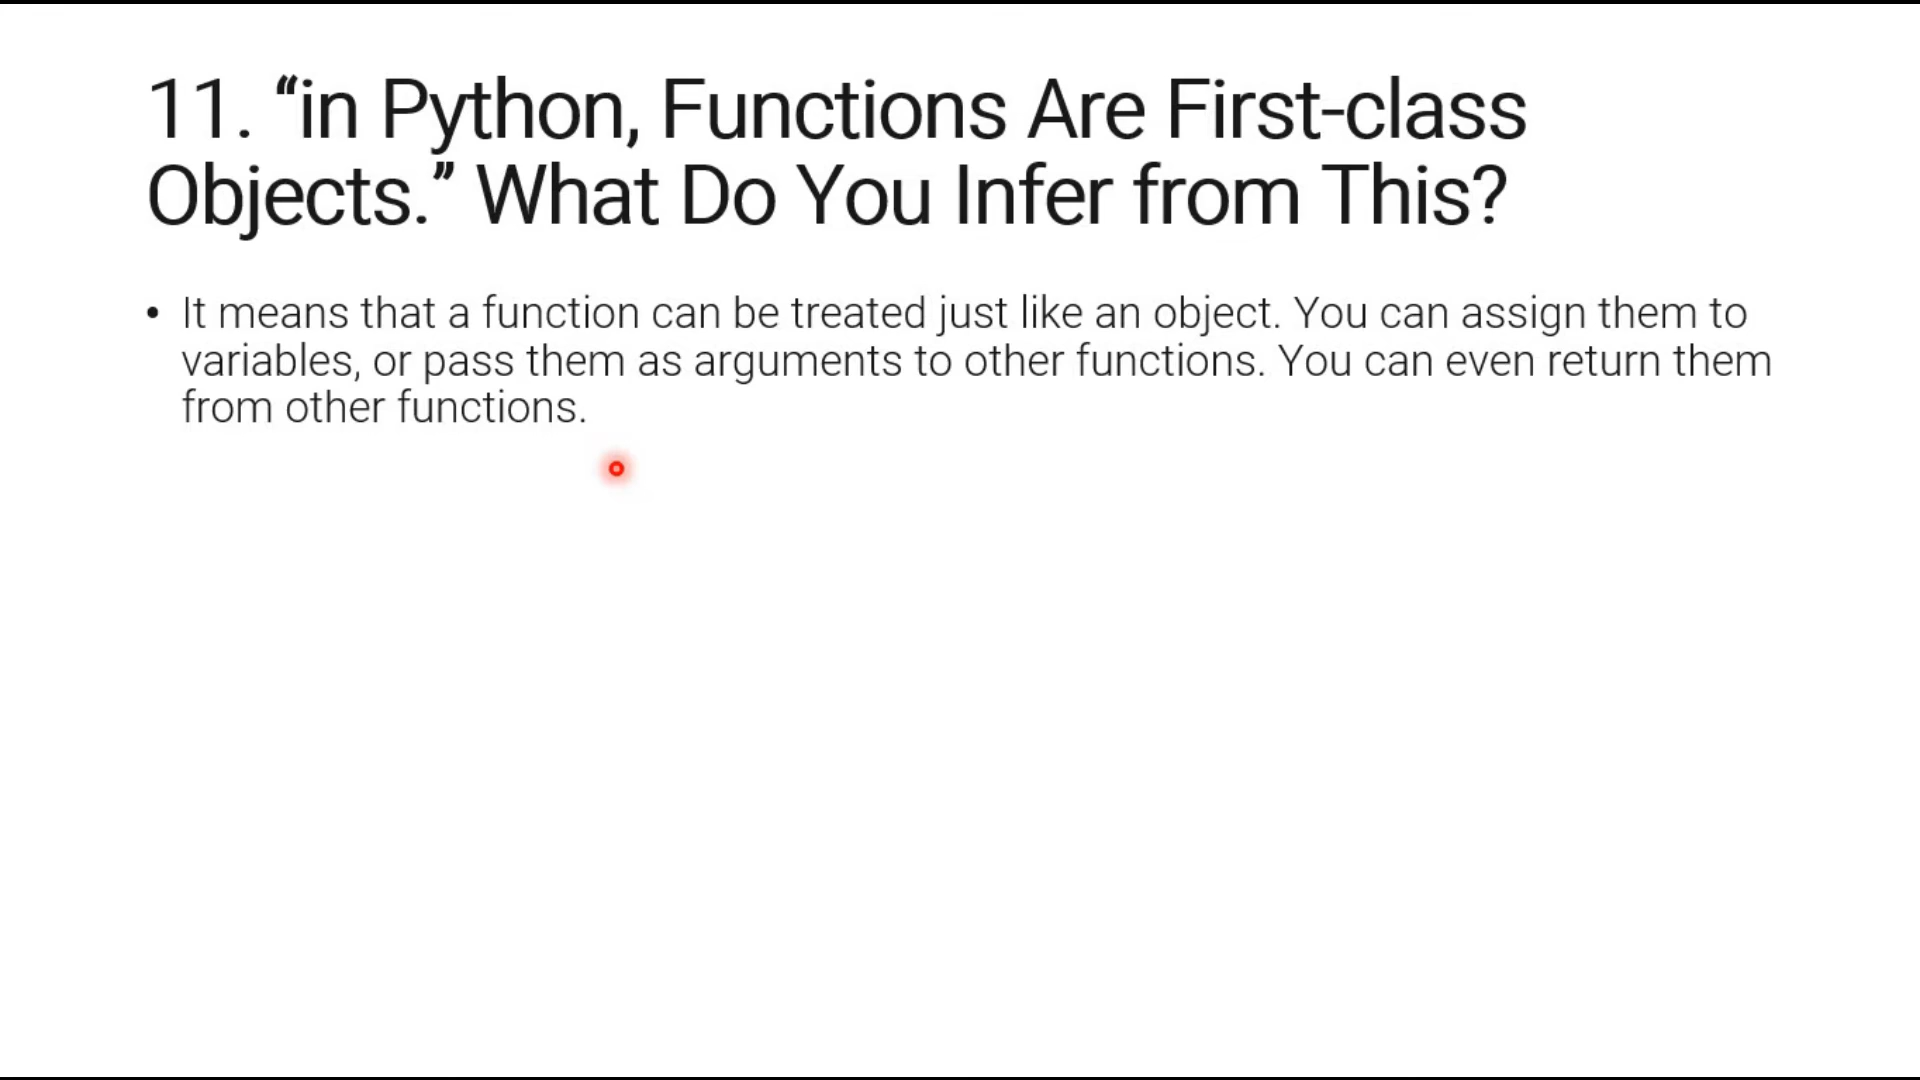 11. “in Python, Functions Are First-class
Objects.” What Do You Infer from This?
• It means that a function can be treated just like an object. You can assign them to
variables, or pass them as arguments to other functions. You can even return them
from other functions.